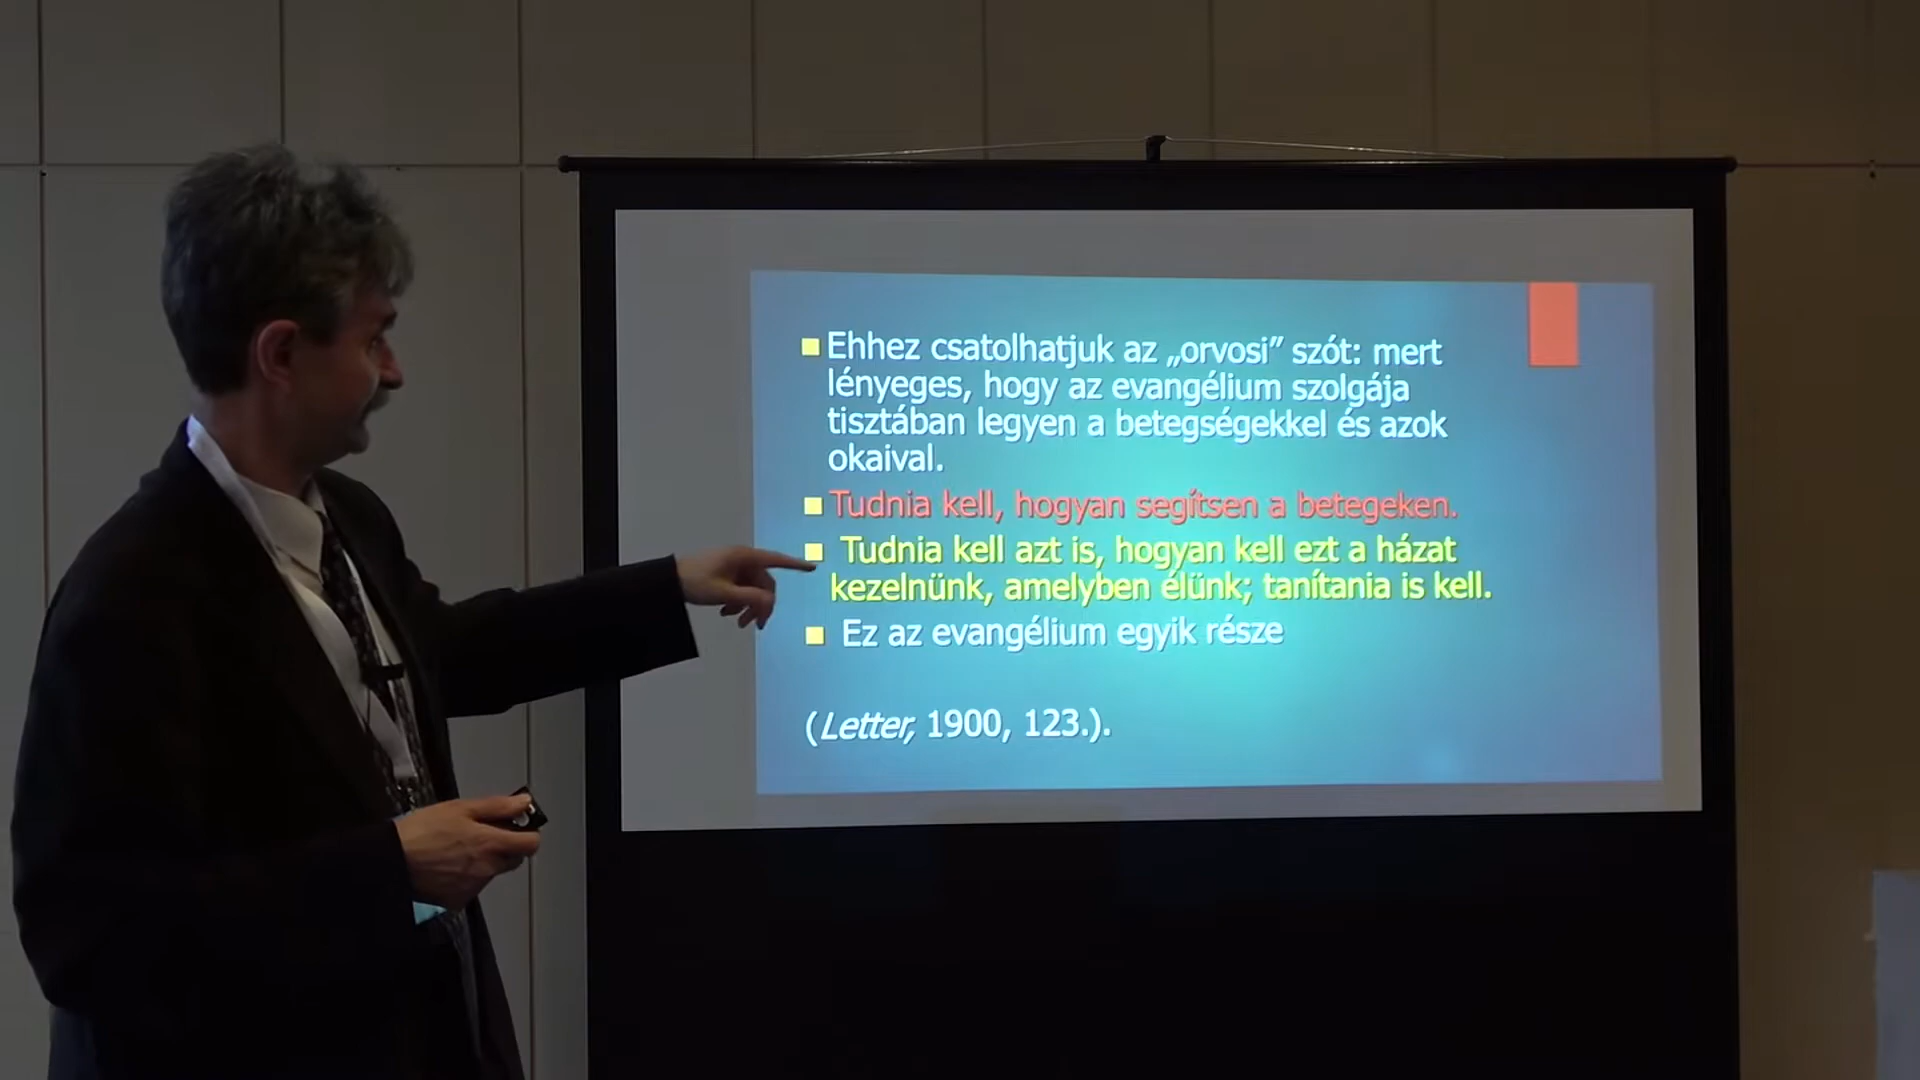 Ehhez csatolhatjuk az „orvosi” szót: mert
lényeges, hogy az evangélium szolgája
tisztában legyen a betegségekkel és azok
okaival.
Tudnia kell, hogyan segítsen a betegeken.
Tudnia kell azt is, hogyan kell ezt a házat
kezelnünk, amelyben élünk; tanítania is kell.
Ez az evangélium egyik része
(Letter, 1900, 123.).